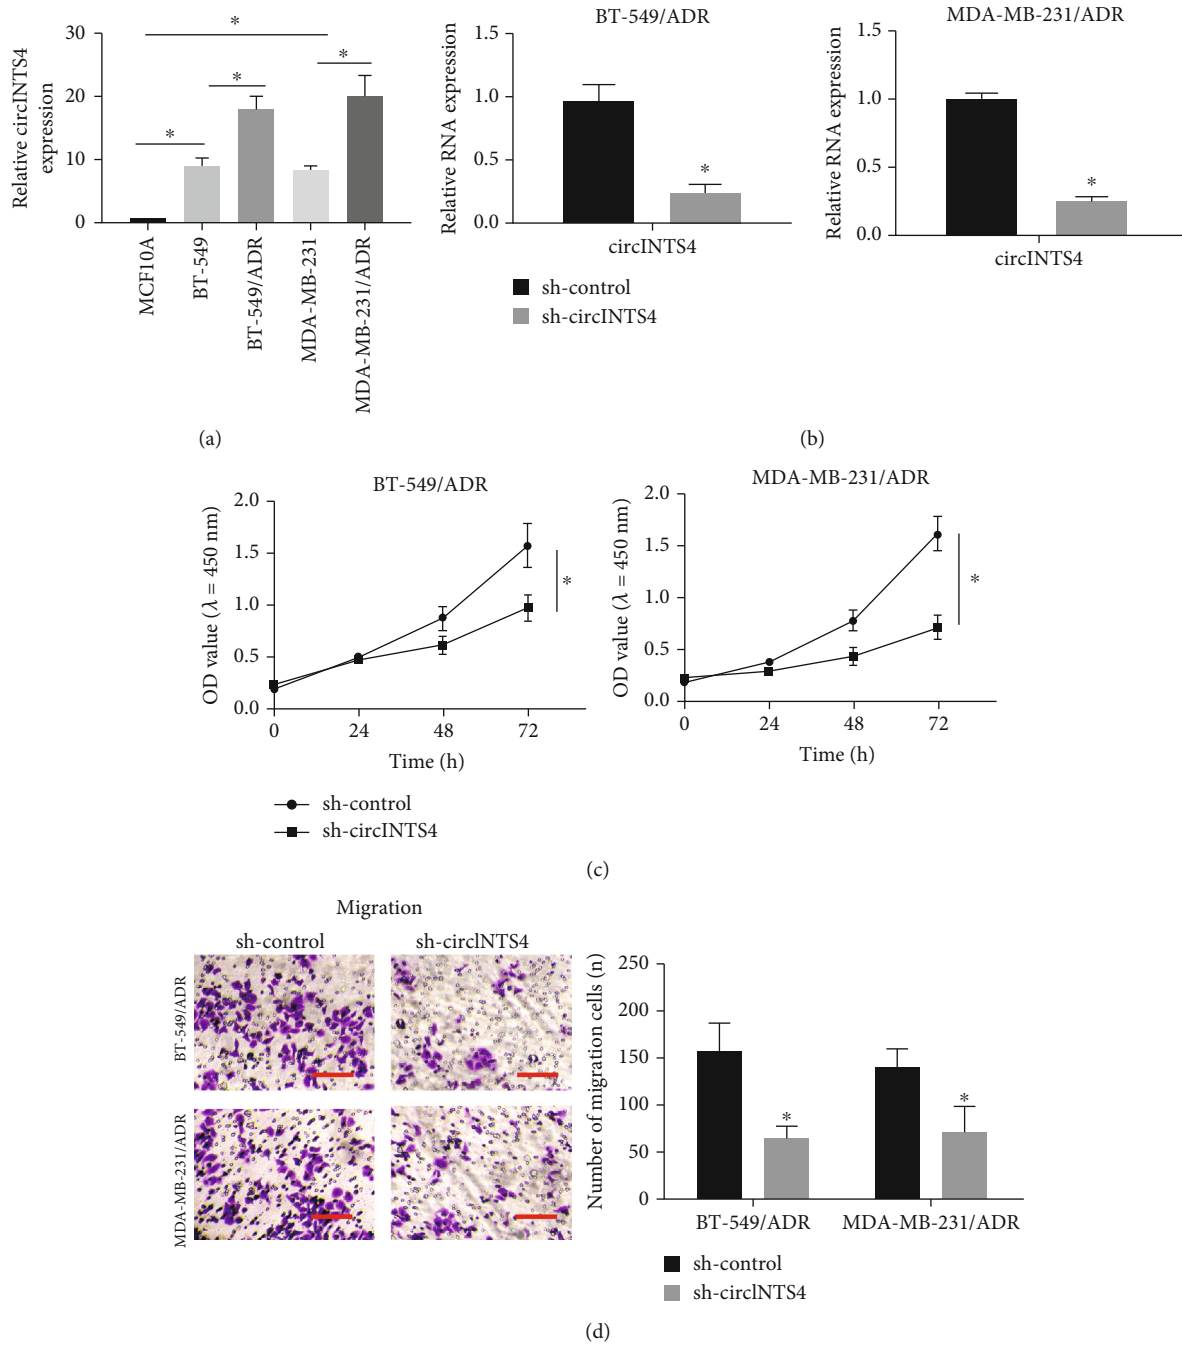 Relative circINTS4
expression
30
20
10
0
*
*
*
*
MCF10A
BT-549
BT-549/ADR
MDA-MB-231
MDA-MB-231/ADR
(a)
BT-549/ADR
Relative RNA expression
1.5
1.0
0.5
0.0
*
circINTS4
sh-control
sh-circINTS4
MDA-MB-231/ADR
Relative RNA expression
1.5
1.0
0.5
0.0
*
circINTS4
(b)
BT-549/ADR
OD value (λ = 450 nm)
2.0
1.5
1.0
0.5
0.0
*
0 24 48 72
Time (h)
sh-control
sh-circINTS4
MDA-MB-231/ADR
OD value (λ = 450 nm)
2.0
1.5
1.0
0.5
0.0
*
0 24 48 72
Time (h)
(c)
Migration
sh-control sh-circlNTS4
BT-549/ADR
MDA-MB-231/ADR
Number of migration cells (n)
250
200
150
100
50
0
*
*
BT-549/ADR MDA-MB-231/ADR
sh-control
sh-circlNTS4
(d)